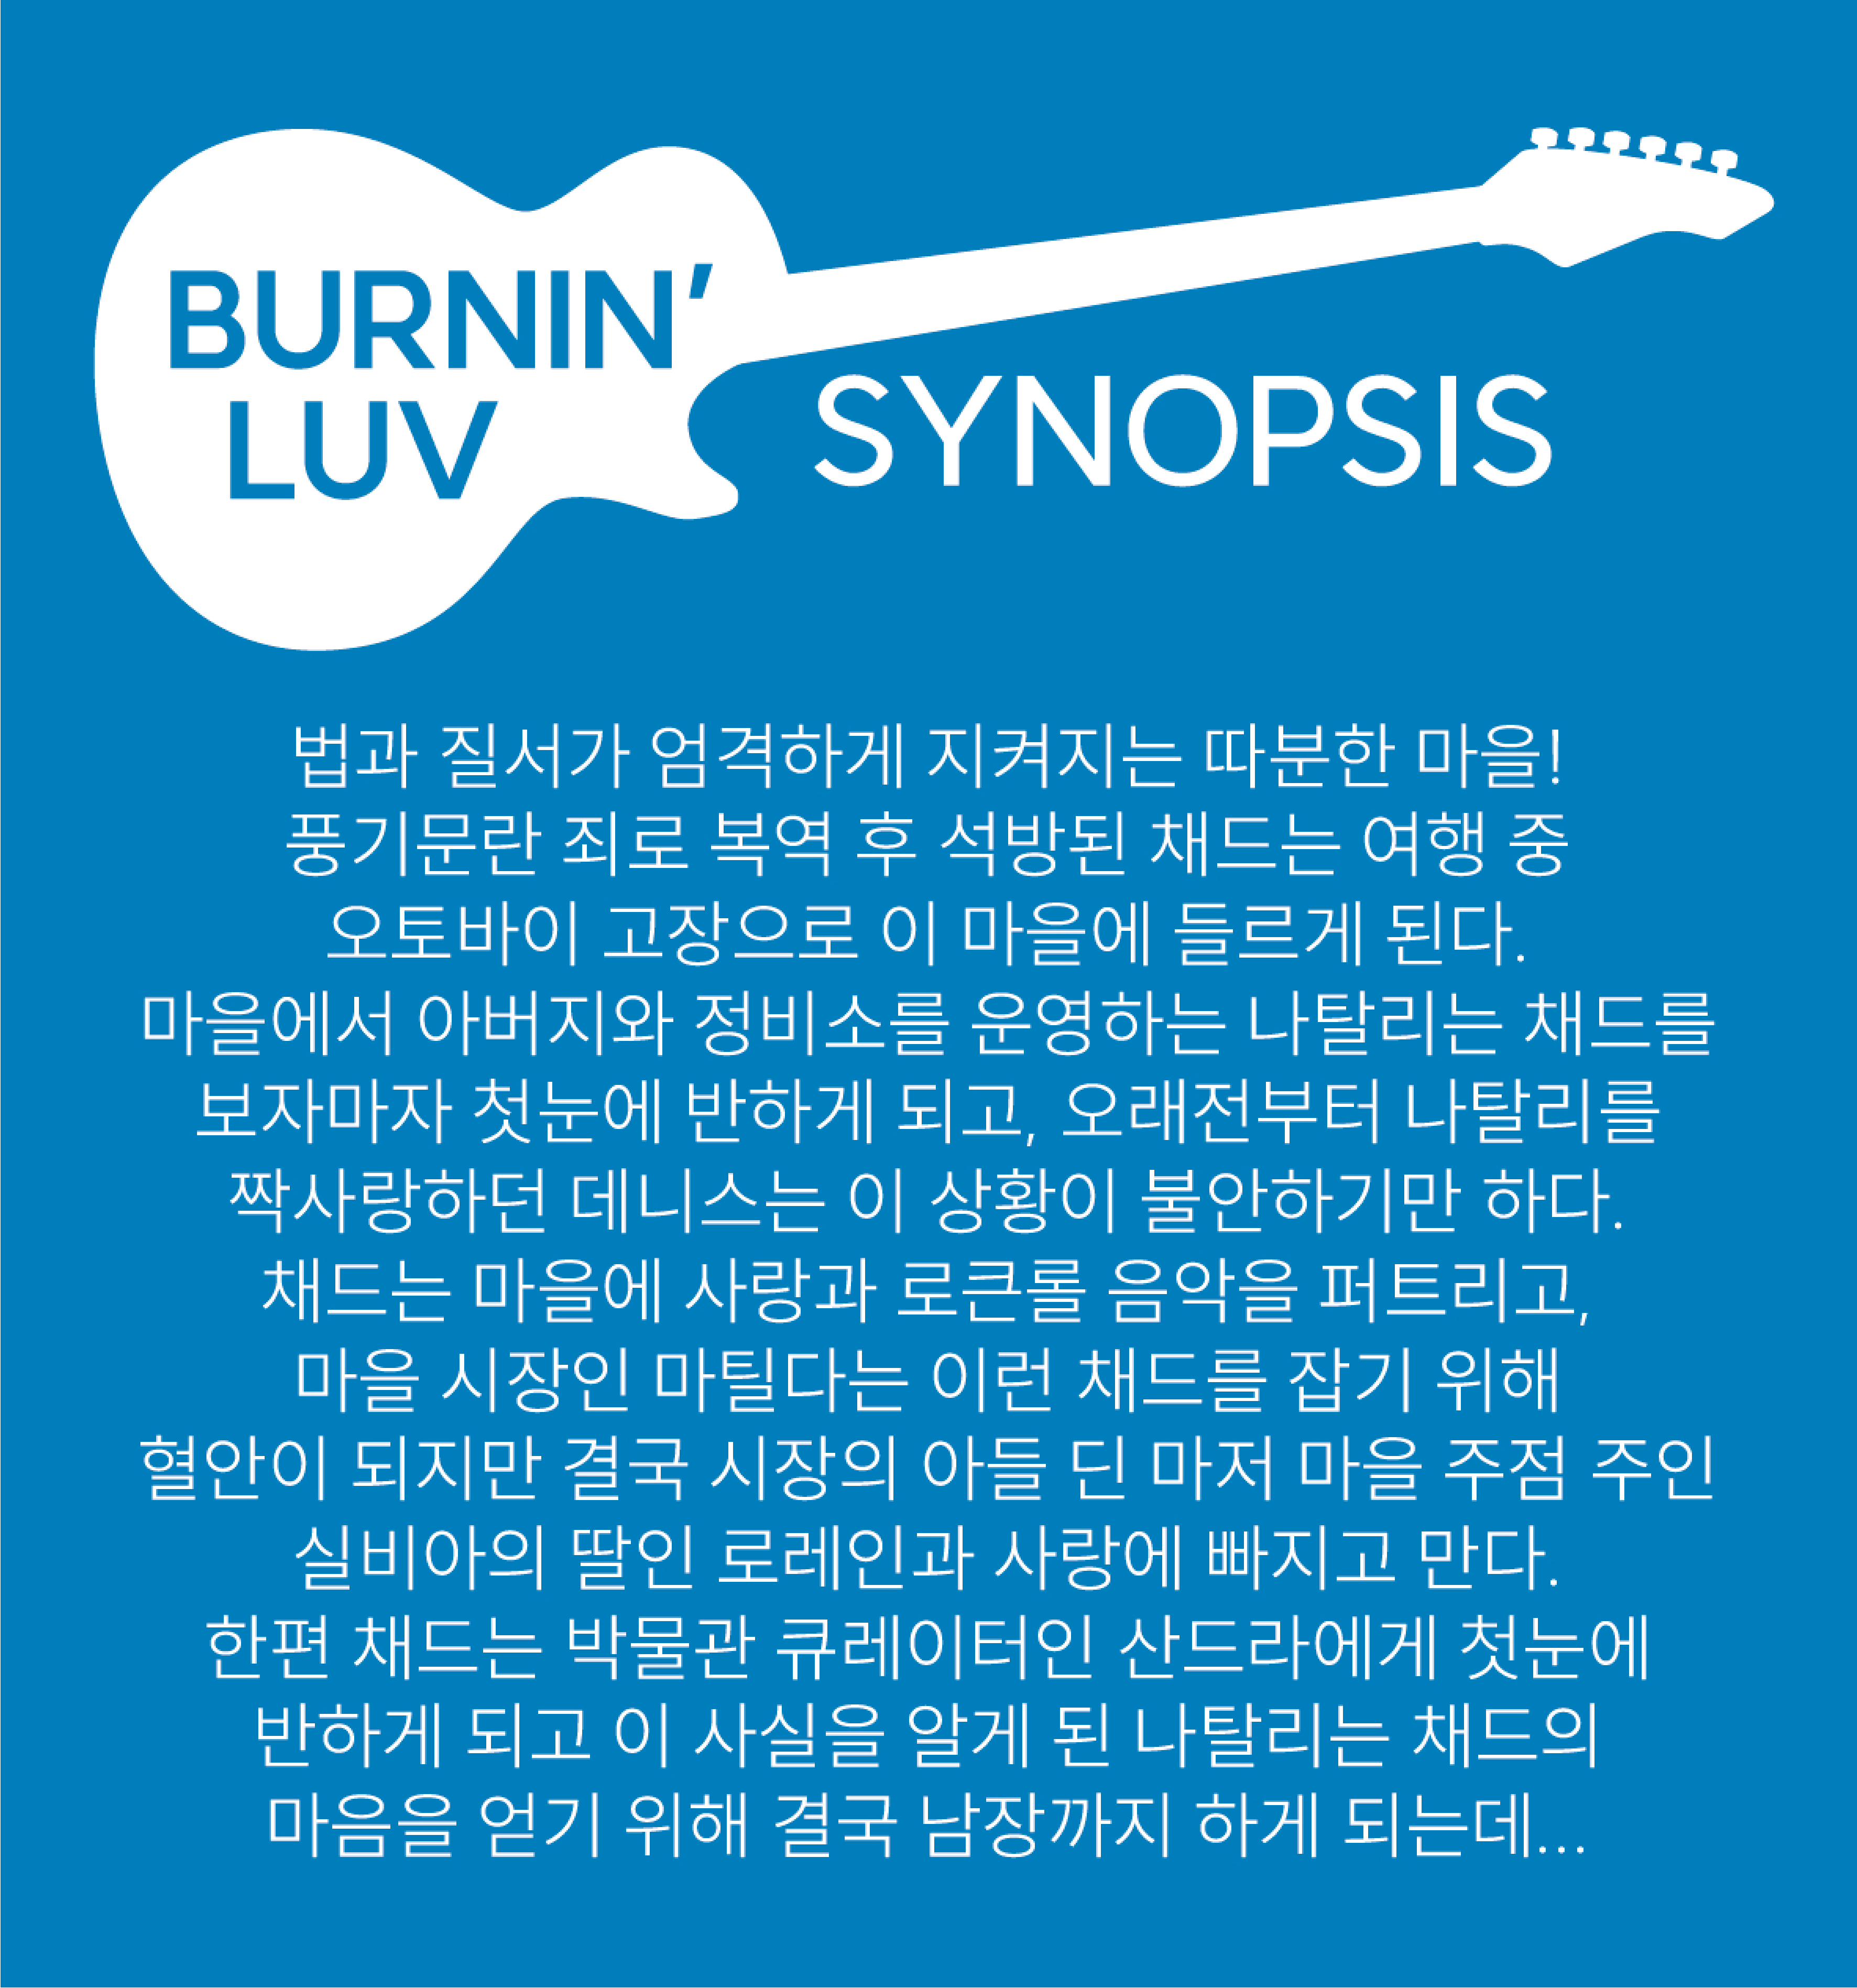 BURNIN'
LUV
SYNOPSIS
법과 질서가 엄격하게 지켜지는 따분한 마을!
풍기문란 죄로 복역 후 석방된 채드는 여행 중
오토바이 고장으로 이 마을에 들르게 된다.
마을에서 아버지와 정비소를 운영하는 나탈리는 채드를
보자마자 첫눈에 반하게 되고, 오래전부터 나탈리를
짝사랑하던 데니스는 이 상황이 불안하기만 하다.
채드는 마을에 사랑과 로큰롤 음악을 퍼트리고,
마을 시장인 마틸다는 이런 채드를 잡기 위해
혈안이 되지만 결국 시장의 아들 딘 마저 마을 주점 주인
실비아의 딸인 로레인과 사랑에 빠지고 만다.
한편 채드는 박물관 큐레이터인 산드라에게 첫눈에
반하게 되고 이 사실을 알게 된 나탈리는 채드의
마음을 얻기 위해 결국 남장까지 하게 되는데...